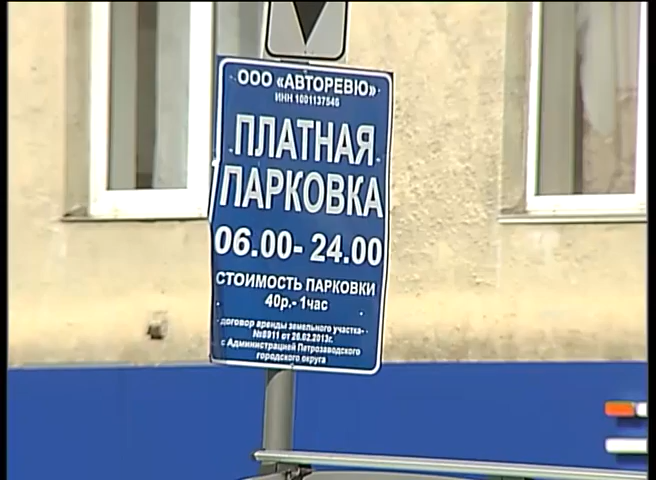 ООО «АВТОРЕВЮ»
ИНН 1001137546
ПЛАТНАЯ
ПАРКОВКА
06.00- 24.00
СТОИМОСТЬ ПАРКОВКИ
40р.- 1час
договор аренды земельного участка
№8911 от 26.02.2013г.
с Администрацией Петрозаводского
городского округа